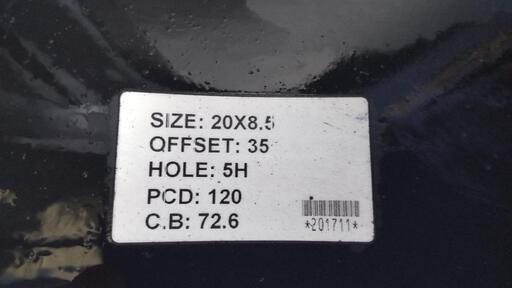 SIZE: 20X8.5
OFFSET: 35
HOLE: 5H
PCD: 120
C.B: 72.6
*201711*